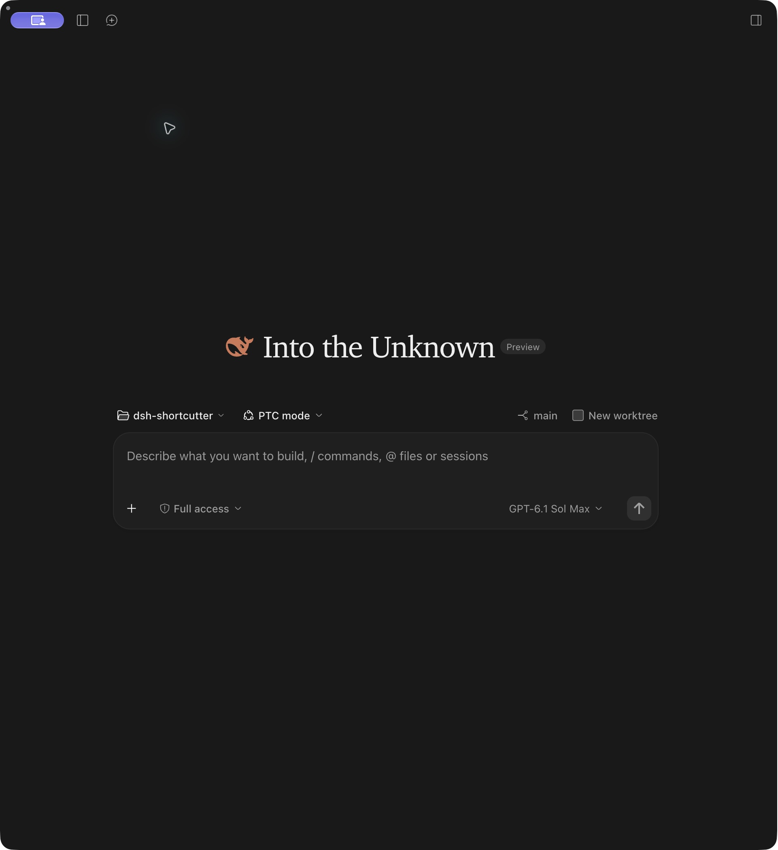 Into the Unknown Preview
dsh-shortcutter PTC mode main New worktree
Describe what you want to build, / commands, @ files or sessions
Full access GPT-6.1 Sol Max